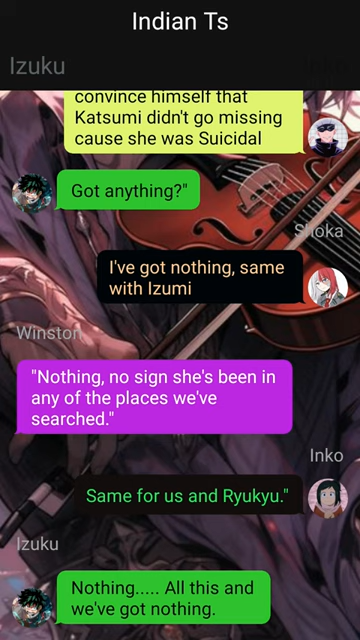 Indian Ts
Izuku
Inko
convince himself that
Katsumi didn't go missing
cause she was Suicidal
Got anything?"
Shoka
I've got nothing, same
with Izumi
Winston
"Nothing, no sign she's been in
any of the places we've
searched."
Inko
Same for us and Ryukyu."
Izuku
Nothing..... All this and
we've got nothing.